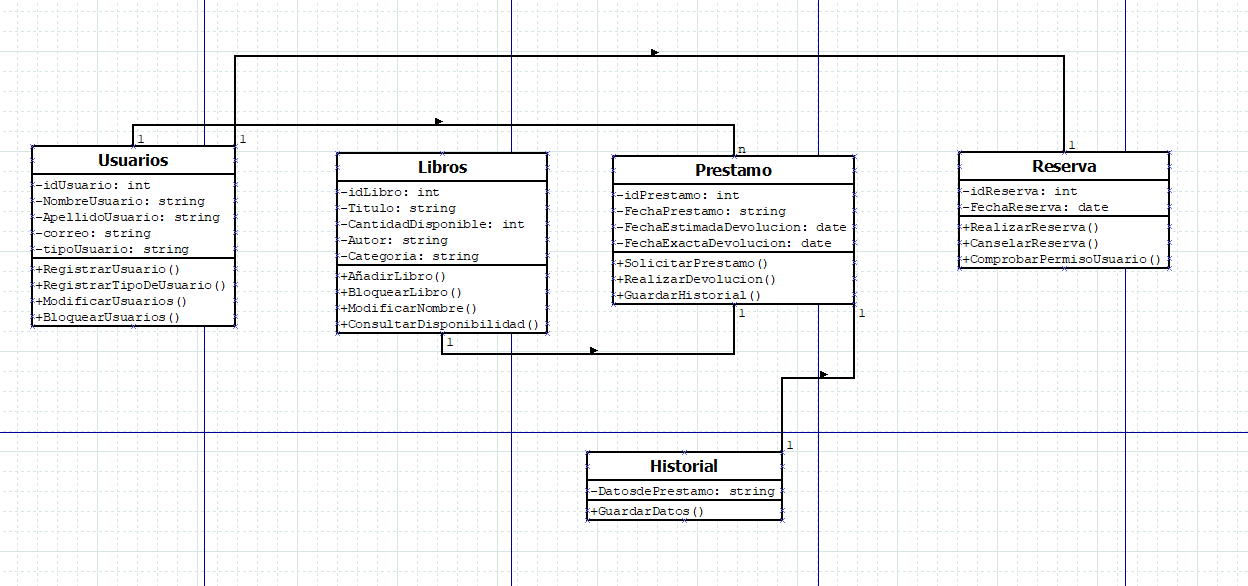 1
1
n
1
Usuarios
-idUsuario: int
-NombreUsuario: string
-ApellidoUsuario: string
-correo: string
-tipoUsuario: string
+RegistrarUsuario()
+RegistrarTipoDeUsuario()
+ModificarUsuarios()
+BloquearUsuarios()
Libros
-idLibro: int
-Titulo: string
-CantidadDisponible: int
-Autor: string
-Categoria: string
+AñadirLibro()
+BloquearLibro()
+ModificarNombre()
+ConsultarDisponibilidad()
1
Prestamo
-idPrestamo: int
-FechaPrestamo: string
-FechaEstimadaDevolucion: date
-FechaExactaDevolucion: date
+SolicitarPrestamo()
+RealizarDevolucion()
+GuardarHistorial()
1
1
Reserva
-idReserva: int
-FechaReserva: date
+RealizarReserva()
+CanselarReserva()
+ComprobarPermisoUsuario()
1
Historial
-DatosdePrestamo: string
+GuardarDatos()